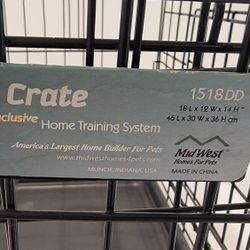 Crate
1518DD
18 L x 12 W x 14 H "
46 L x 30 W x 36 H cm
Home Training System
America's Largest Home Builder For Pets
www.midwesthomes4pets.com
MUNCIE, INDIANA, USA
MidWest
Homes For Pets
MADE IN CHINA